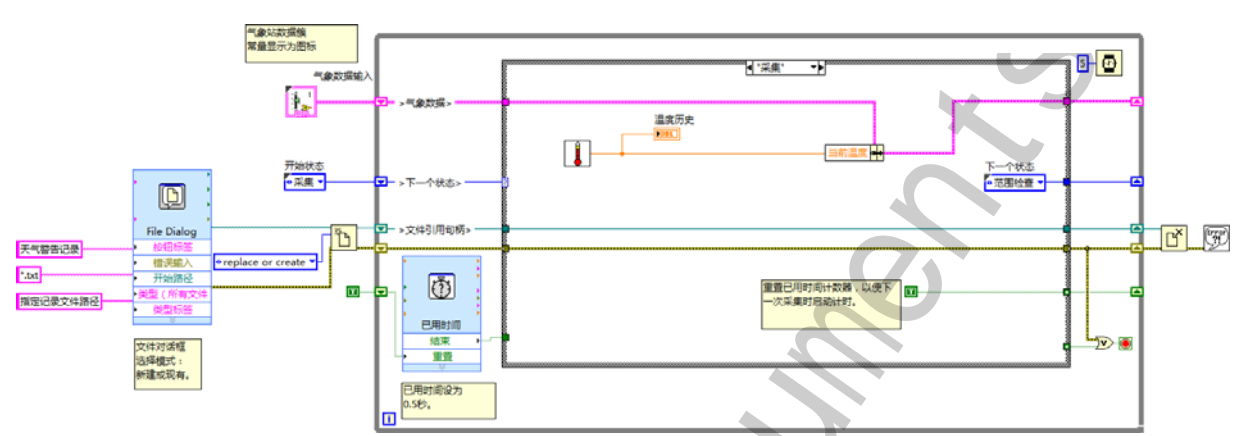 气象站数据簇
常量显示为图标
气象数据输入
>气象数据>
"采集"
5
温度历史
当前温度
开始状态
采集
>下一个状态>
下一个状态
范围检查
File Dialog
按钮标签
错误输入
开始路径
类型（所有文件
类型标签
天气警告记录
*.txt
指定记录文件路径
replace or create
>文件引用句柄>
已用时间
结束
重置
重置已用时间计数器，以便下
一次采集时启动计时。
文件对话框
选择模式：
新建或现有。
已用时间设为
0.5秒。
i
Error
?!
uments